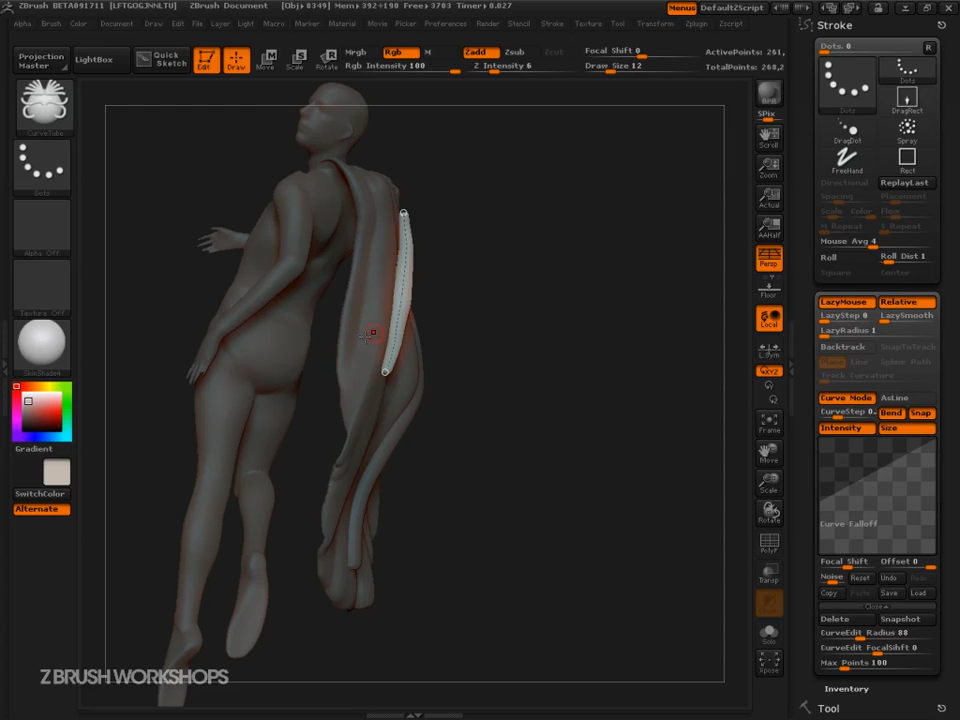 ZBrush BETA091711 [LFTGOGJNNLTU] ZBrush Document [Obj] 8349] Mem>392+190 Free>3703 Timer>0.027
Menus DefaultZScript
Alpha Brush Color Document Draw Edit File Layer Light Macro Marker Material Movie Picker Preferences Render Stencil Stroke Texture Tool Transform Zplugin Zscript
Stroke
Projection Master
LightBox
Quick Sketch
Edit
Draw
Move
Scale
Rotate
Mrgb Rgb M
Rgb Intensity 100
Zadd Zsub Zcut
Z Intensity 6
Focal Shift 0
Draw Size 12
ActivePoints: 261,
TotalPoints: 268,2
CurveTube
Dots
Alpha Off
Texture Off
SkinShade4
Gradient
SwitchColor
Alternate
SPix
Scroll
Zoom
Actual
AAHalf
Persp
Floor
Local
L.Sym
Frame
Move
Scale
Rotate
PolyF
Transp
Solo
Xpose
Dots. 0 R
Dots
Dots
DragRect
DragDot
Spray
FreeHand
Rect
Directional ReplayLast
Spacing Placement
Scale Color Flow
M Repeat S Repeat
Mouse Avg 4
Roll Roll Dist 1
Square Center
LazyMouse Relative
LazyStep 0 LazySmooth
LazyRadius 1
Backtrack SnapToTrack
Plane Line Spline Path
Track Curvature
Curve Mode AsLine
CurveStep 0. Bend Snap
Intensity Size
Curve Falloff
Focal Shift Offset 0
Noise Reset Undo Redo
Copy Paste Save Load
Close
Delete Snapshot
CurveEdit Radius 88
CurveEdit FocalShift 0
Max Points 100
Inventory
Tool
Z BRUSH WORKSHOPS